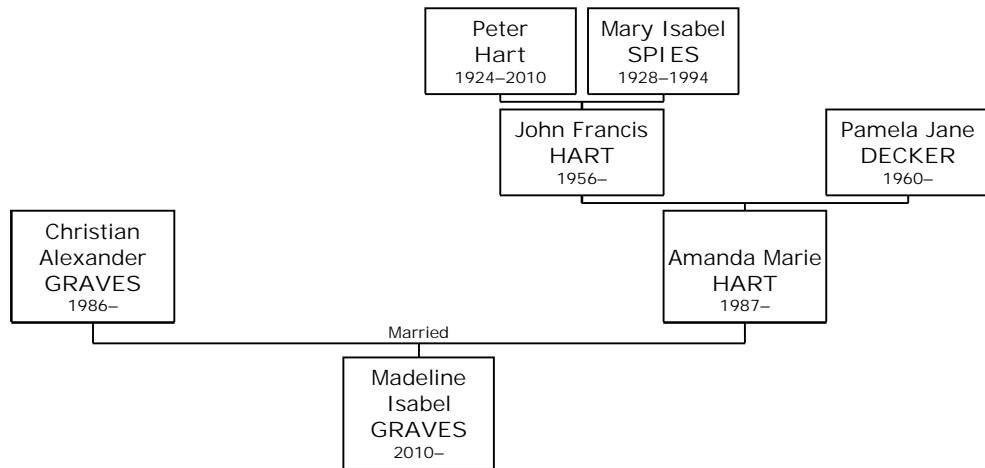 Peter
Hart
1924–2010
Mary Isabel
SPIES
1928–1994
John Francis
HART
1956–
Pamela Jane
DECKER
1960–
Christian
Alexander
GRAVES
1986–
Amanda Marie
HART
1987–
Married
Madeline
Isabel
GRAVES
2010–